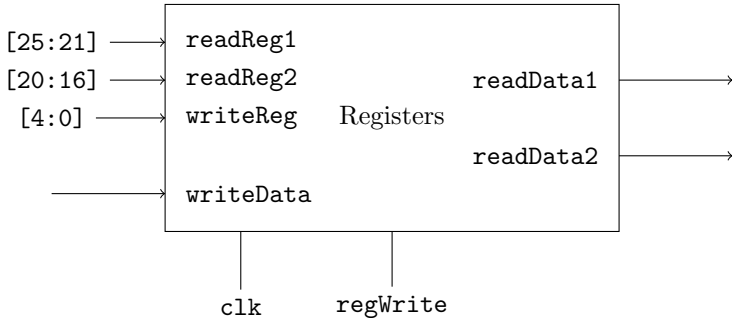 [25:21] readReg1
[20:16] readReg2 readData1
[4:0] writeReg Registers
readData2
writeData
clk regWrite